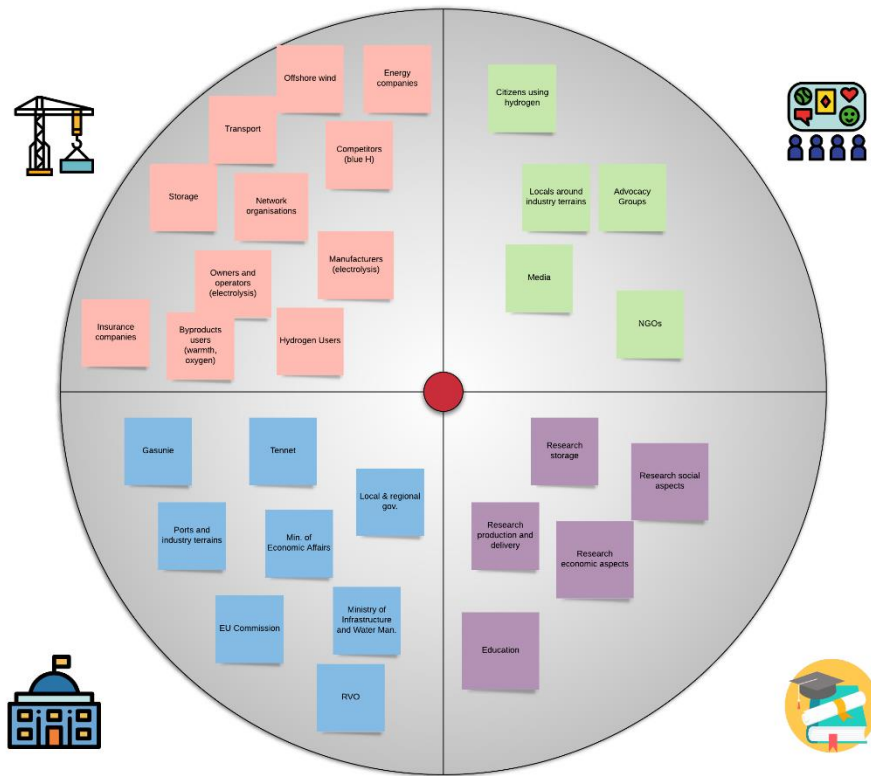 Offshore wind
Energy
companies
Transport
Competitors
(blue H)
Storage
Network
organisations
Owners and
operators
(electrolysis)
Manufacturers
(electrolysis)
Insurance
companies
Byproducts
users
(warmth,
oxygen)
Hydrogen Users
Citizens using
hydrogen
Locals around
industry terrains
Advocacy
Groups
Media
NGOs
Gasunie
Tennet
Local & regional
gov.
Ports and
industry terrains
Min. of
Economic Affairs
EU Commission
Ministry of
Infrastructure
and Water Man.
RVO
Research
storage
Research social
aspects
Research
production and
delivery
Research
economic aspects
Education